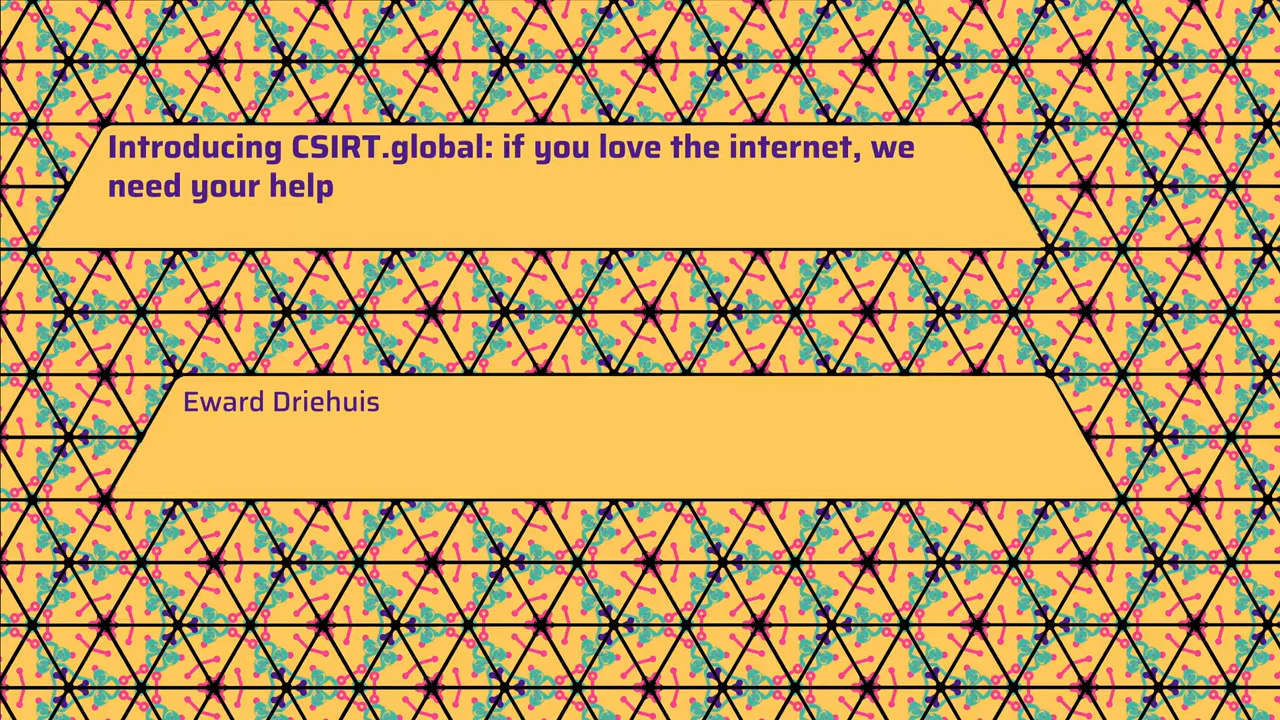 Introducing CSIRT.global: if you love the internet, we
need your help
Eward Driehuis